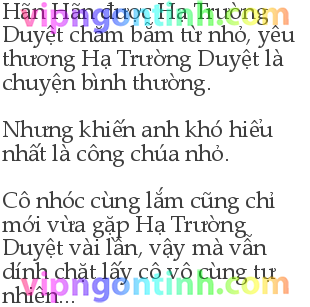 Hãn Hãn được Hạ Trường
Duyệt chăm bẵm từ nhỏ, yêu
thương Hạ Trường Duyệt là
chuyện bình thường.
Nhưng khiến anh khó hiểu
nhất là công chúa nhỏ.
Cô nhóc cùng lắm cũng chỉ
mới vừa gặp Hạ Trường
Duyệt vài lần, vậy mà vẫn
dính chặt lấy cô vô cùng tự
nhiên...
vipngontinh.com
vipngontinh.com